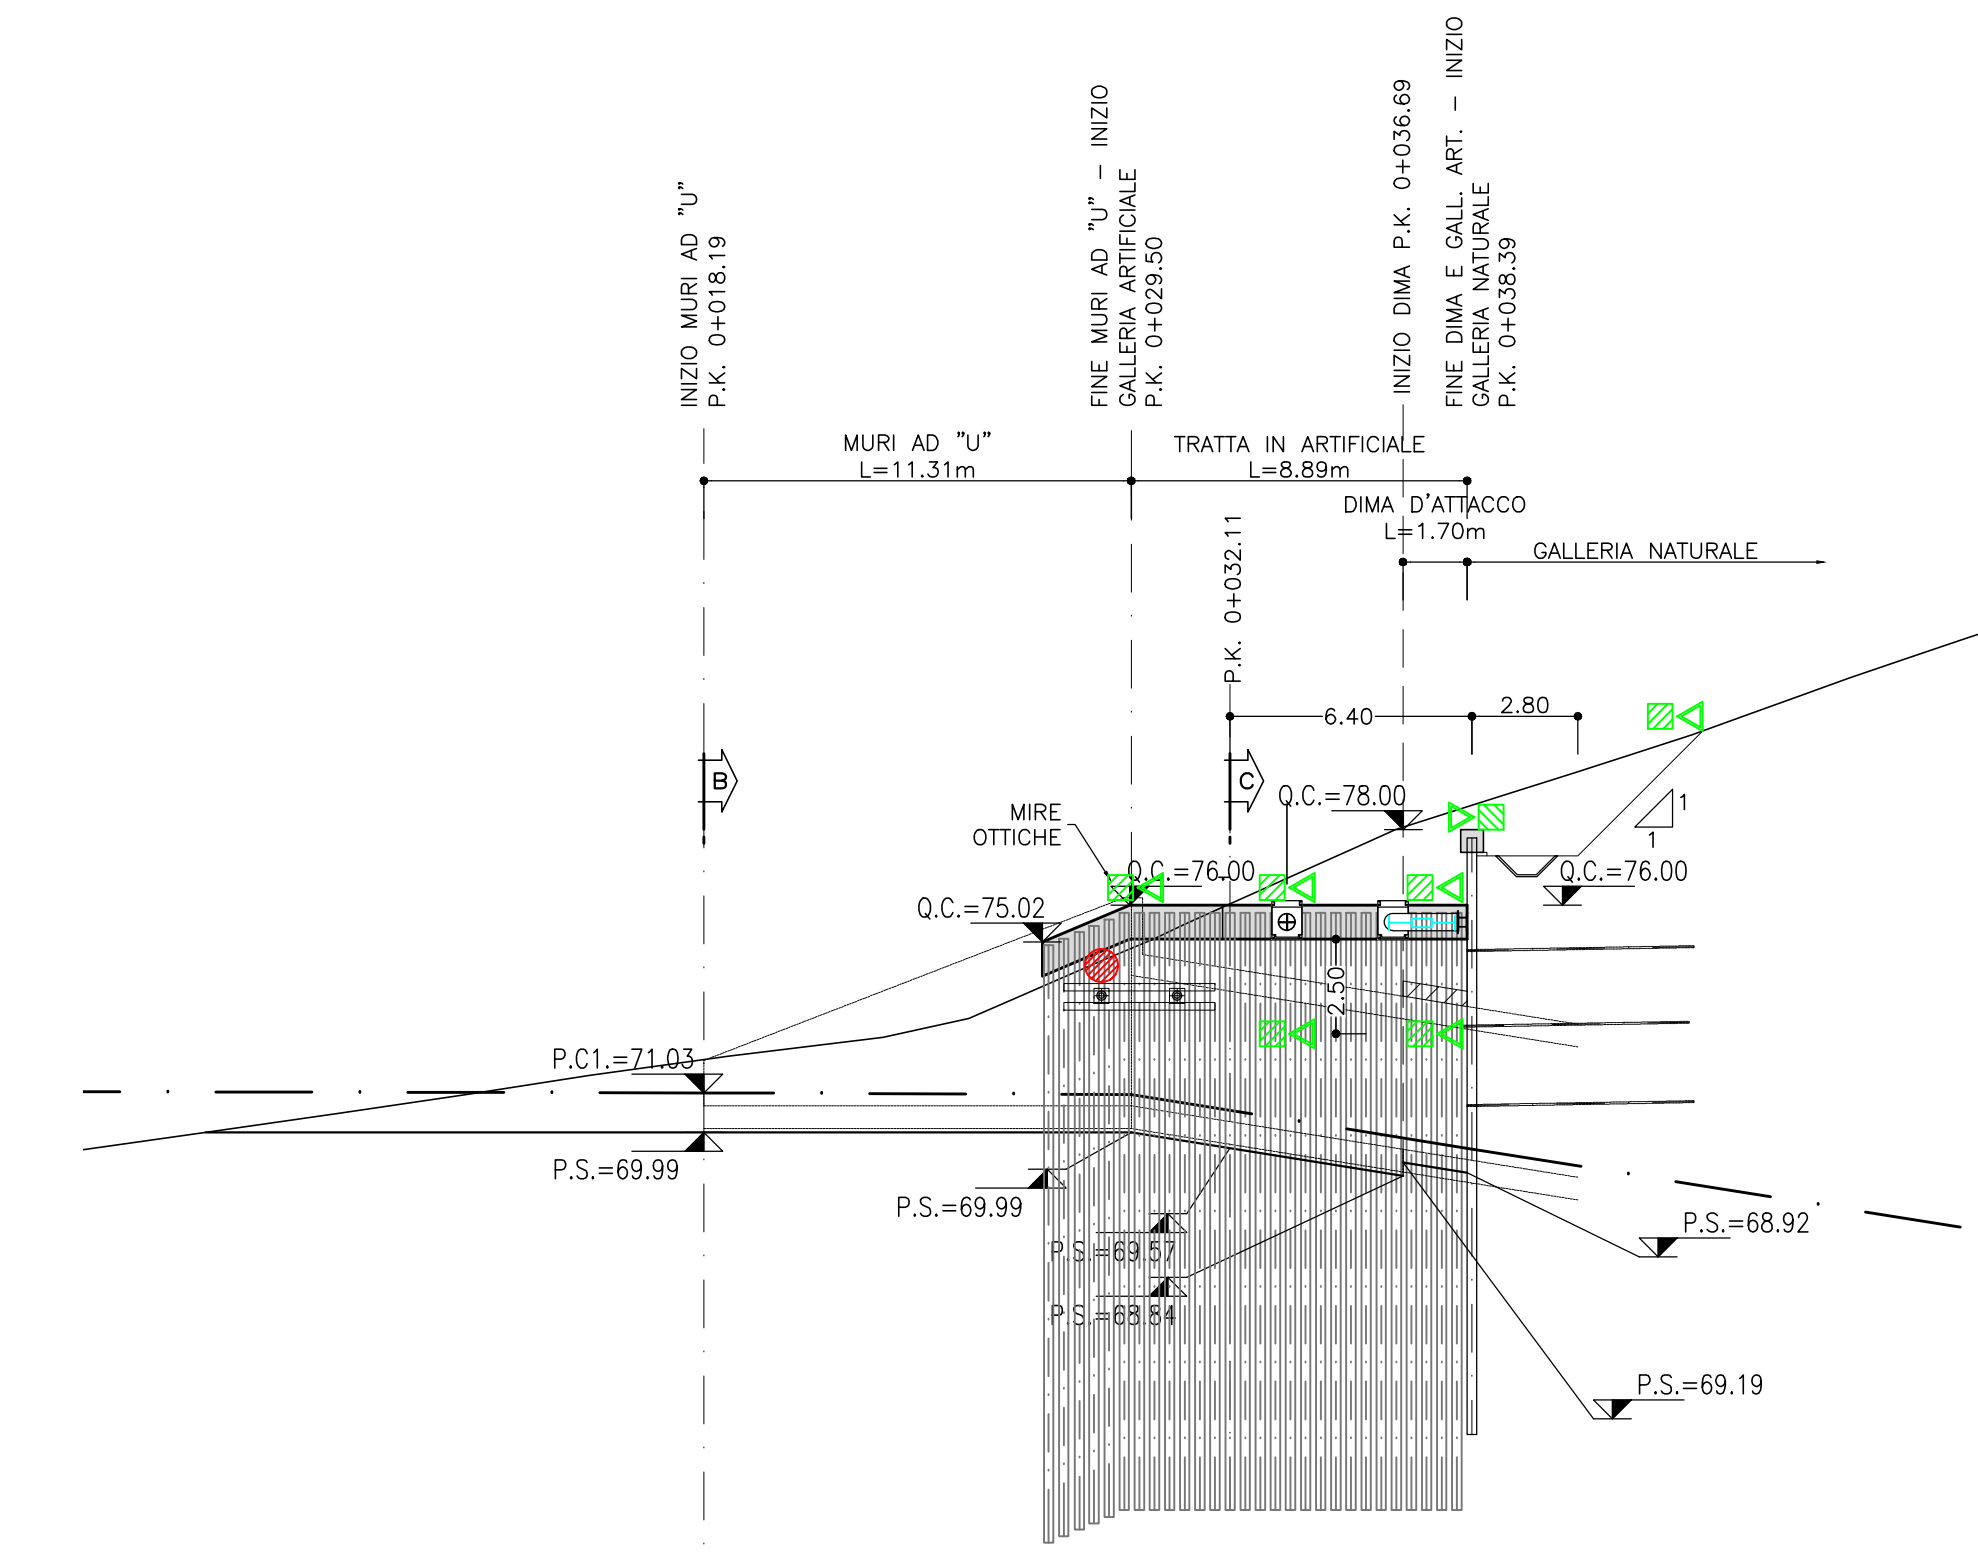 INIZIO MURI AD "U"
P.K. 0+018.19
FINE MURI AD "U" - INIZIO
GALLERIA ARTIFICIALE
P.K. 0+029.50
INIZIO DIMA P.K. 0+036.69
FINE DIMA E GALL. ART. - INIZIO
GALLERIA NATURALE
P.K. 0+038.39
MURI AD "U"
L=11.31m
TRATTA IN ARTIFICIALE
L=8.89m
DIMA D'ATTACCO
L=1.70m
GALLERIA NATURALE
P.K. 0+032.11
6.40
2.80
B
C
Q.C.=78.00
MIRE
OTTICHE
1
1
Q.C.=76.00
Q.C.=76.00
Q.C.=75.02
2.50
P.C1.=71.03
P.S.=69.99
P.S.=69.99
P.S.=68.92
P.S.=69.57
P.S.=68.84
P.S.=69.19